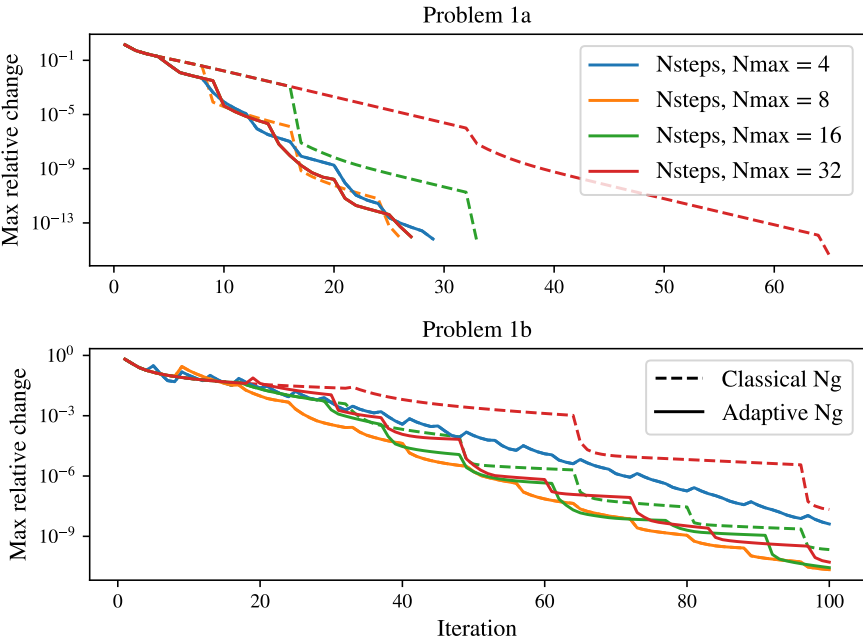 Problem 1a
Max relative change
10⁻¹
10⁻⁵
10⁻⁹
10⁻¹³
Nsteps, Nmax = 4
Nsteps, Nmax = 8
Nsteps, Nmax = 16
Nsteps, Nmax = 32
0 10 20 30 40 50 60
Problem 1b
Max relative change
10⁰
10⁻³
10⁻⁶
10⁻⁹
Classical Ng
Adaptive Ng
0 20 40 60 80 100
Iteration